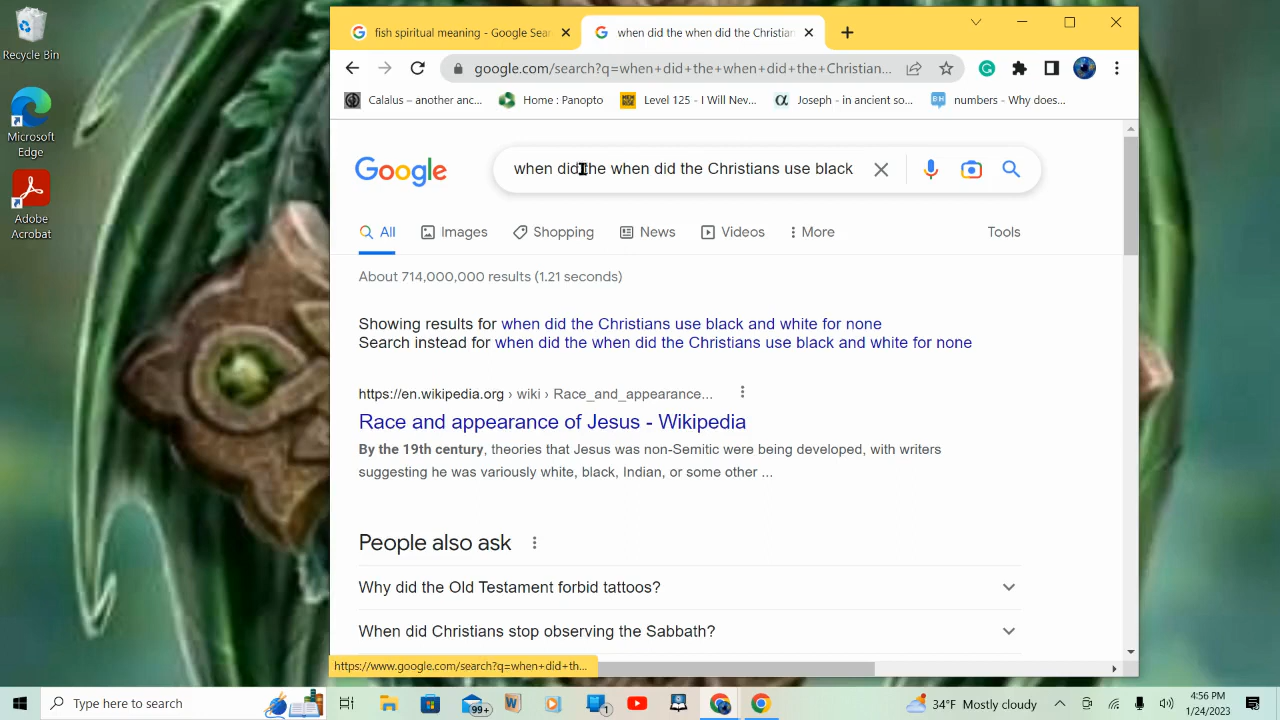 Recycle Bin
Microsoft
Edge
Adobe
Acrobat
fish spiritual meaning - Google Sear
when did the when did the Christian
google.com/search?q=when+did+the+when+did+the+Christian...
Calalus – another anc...
Home : Panopto
Level 125 - I Will Nev...
Joseph - in ancient so...
numbers - Why does...
Google
when did the when did the Christians use black
All
Images
Shopping
News
Videos
More
Tools
About 714,000,000 results (1.21 seconds)
Showing results for when did the Christians use black and white for none
Search instead for when did the when did the Christians use black and white for none
https://en.wikipedia.org › wiki › Race_and_appearance...
Race and appearance of Jesus - Wikipedia
By the 19th century, theories that Jesus was non-Semitic were being developed, with writers
suggesting he was variously white, black, Indian, or some other ...
People also ask
Why did the Old Testament forbid tattoos?
When did Christians stop observing the Sabbath?
https://www.google.com/search?q=when+did+th...
Type here to search
99+
1
34°F Mostly cloudy
4:56 PM
1/24/2023